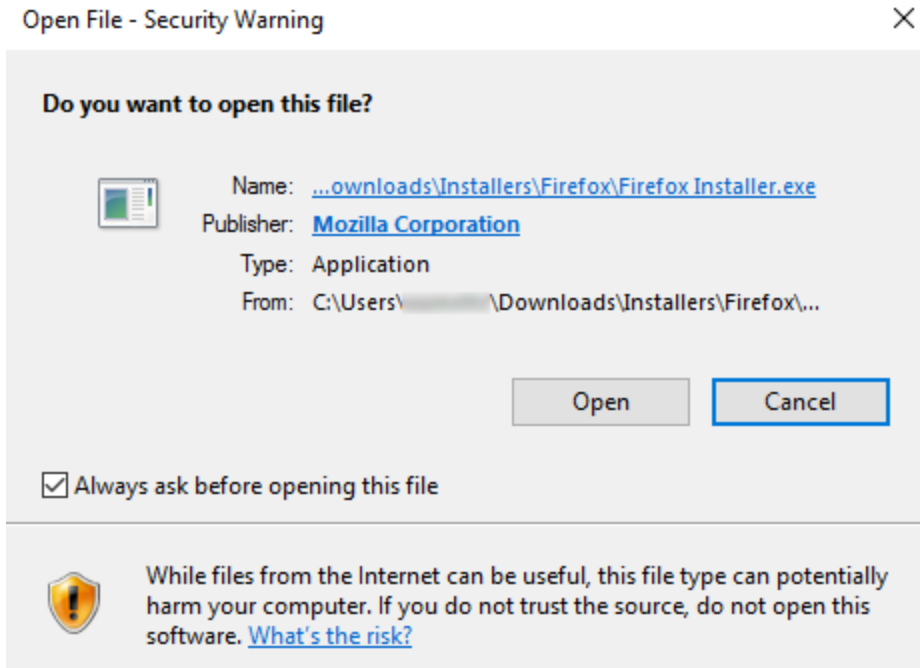 Open File - Security Warning
Do you want to open this file?
Name: ...ownloads\Installers\Firefox\Firefox Installer.exe
Publisher: Mozilla Corporation
Type: Application
From: C:\Users\ \Downloads\Installers\Firefox\...
Open Cancel
Always ask before opening this file
While files from the Internet can be useful, this file type can potentially
harm your computer. If you do not trust the source, do not open this
software. What's the risk?